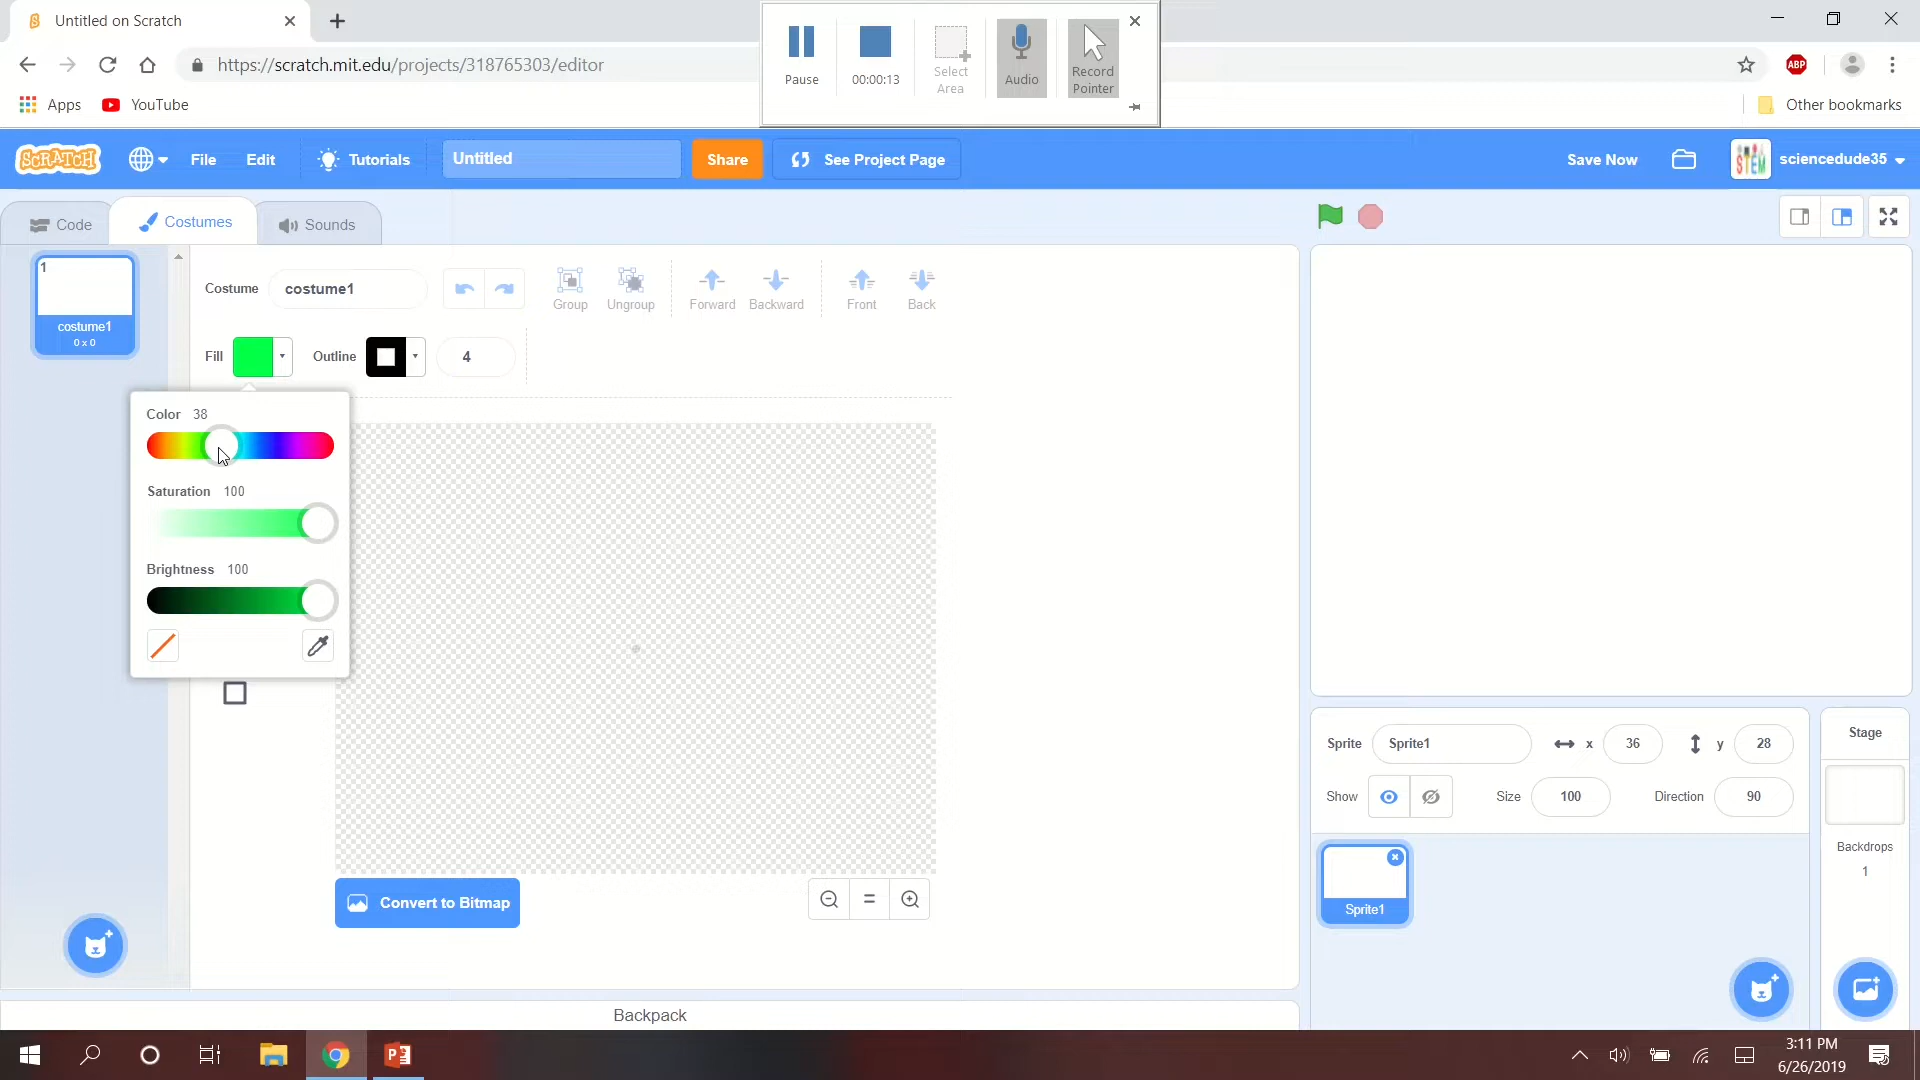 Untitled on Scratch
https://scratch.mit.edu/projects/318765303/editor
Pause
00:00:13
Select Area
Audio
Record Pointer
ABP
Apps
YouTube
Other bookmarks
SCRATCH
File
Edit
Tutorials
Untitled
Share
See Project Page
Save Now
STEM
sciencedude35
Code
Costumes
Sounds
1
costume1
0 x 0
Costume
costume1
Group
Ungroup
Forward
Backward
Front
Back
Fill
Outline
4
Color 38
Saturation 100
Brightness 100
Convert to Bitmap
Sprite
Sprite1
x
36
y
28
Show
Size
100
Direction
90
Sprite1
Stage
Backdrops
1
Backpack
3:11 PM
6/26/2019